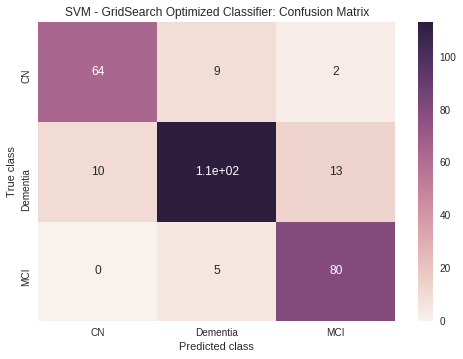 SVM - GridSearch Optimized Classifier: Confusion Matrix
CN 64 9 2
Dementia 10 1.1e+02 13
MCI 0 5 80
CN Dementia MCI
Predicted class
True class
100
80
60
40
20
0